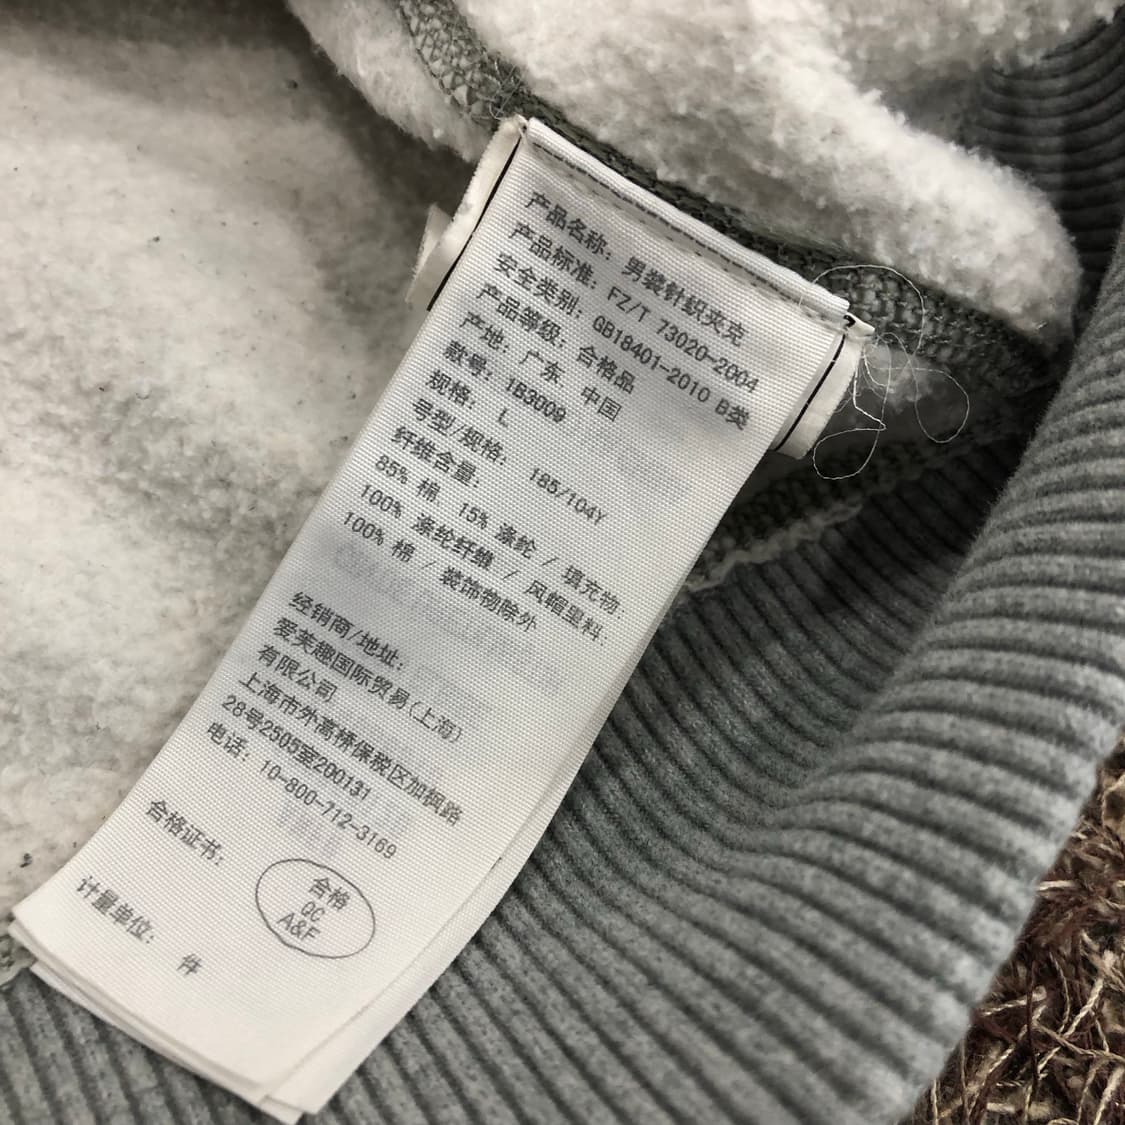 产品名称: 男装针织夹克
产品标准: FZ/T 73020-2004
安全类别: GB18401-2010 B类
产品等级: 合格品
产地: 广东, 中国
款号: 1B3009
规格: L
号型/规格: 185/104Y
纤维含量:
85% 棉, 15% 涤纶 / 填充物:
100% 涤纶纤维 / 风帽里料:
100% 棉 / 装饰物除外
经销商/地址:
爱芙趣国际贸易(上海)
有限公司
上海市外高桥保税区加枫路
28号2505室200131
电话: 10-800-712-3169
合格证书:
合格
QC
A&F
计量单位: 件